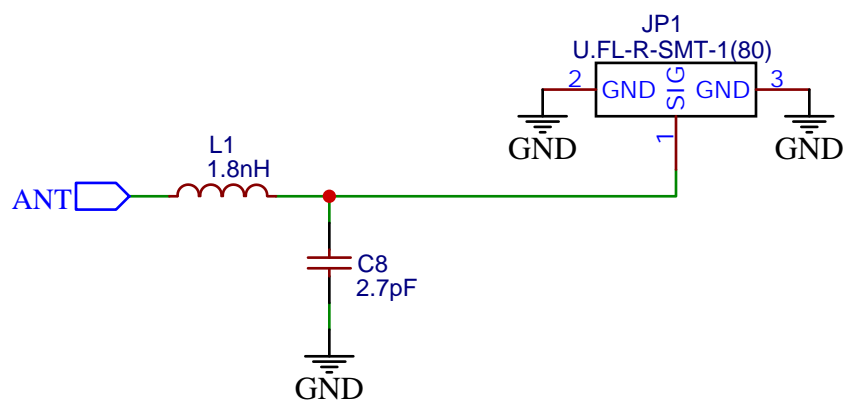 JP1
U.FL-R-SMT-1(80)
2 GND SIG GND 3
1
GND GND
L1
1.8nH
ANT
C8
2.7pF
GND